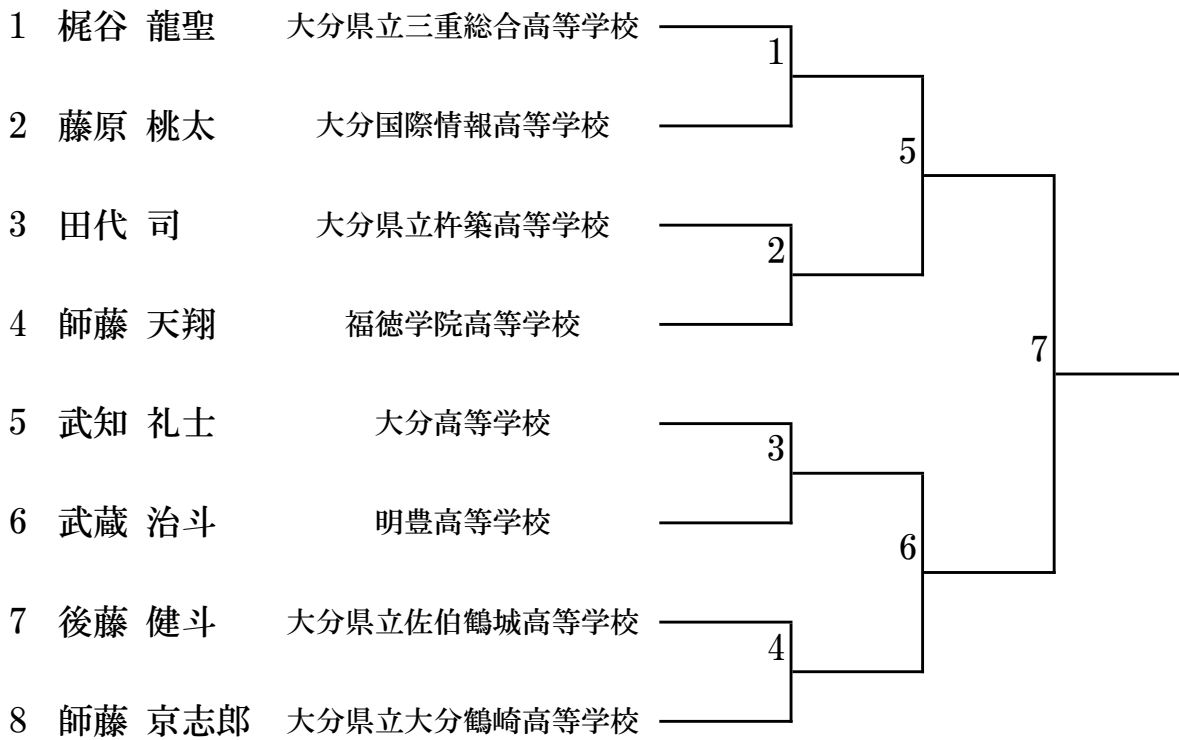 1 梶谷 龍聖 大分県立三重総合高等学校
1
2 藤原 桃太 大分国際情報高等学校
5
3 田代 司 大分県立杵築高等学校
2
4 師藤 天翔 福徳学院高等学校
7
5 武知 礼士 大分高等学校
3
6 武蔵 治斗 明豊高等学校
6
7 後藤 健斗 大分県立佐伯鶴城高等学校
4
8 師藤 京志郎 大分県立大分鶴崎高等学校